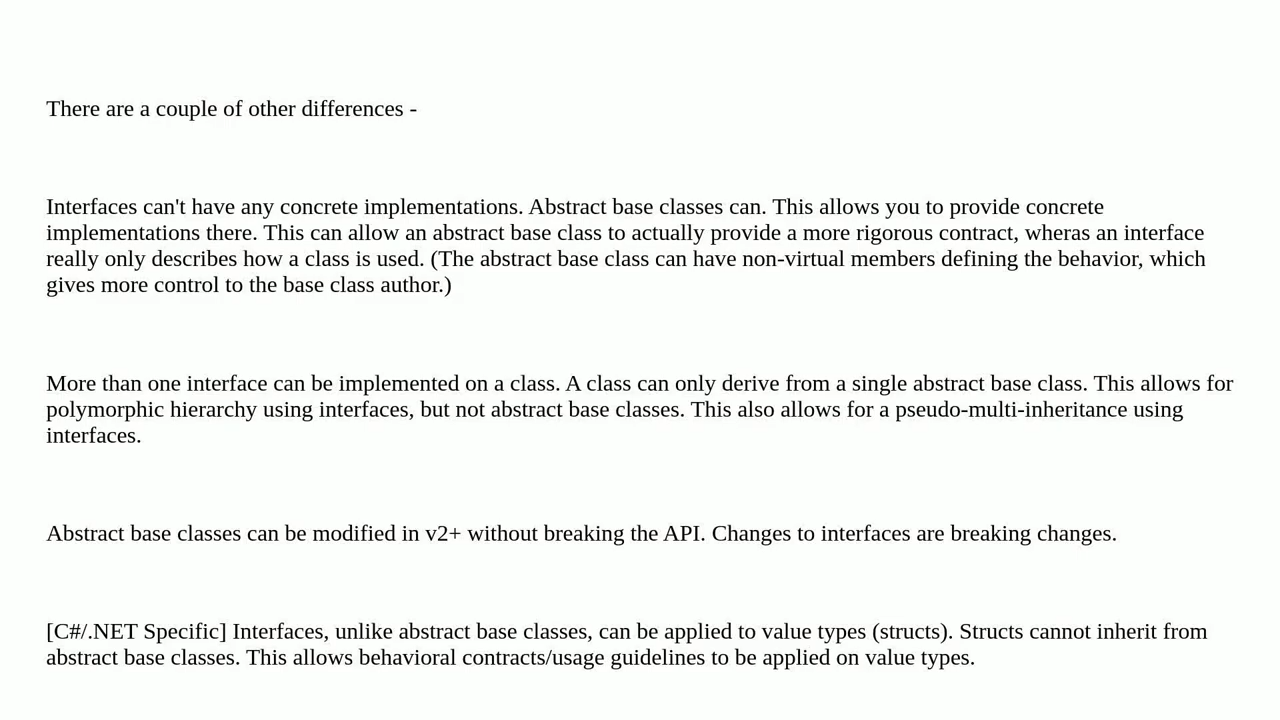 There are a couple of other differences -
Interfaces can't have any concrete implementations. Abstract base classes can. This allows you to provide concrete
implementations there. This can allow an abstract base class to actually provide a more rigorous contract, wheras an interface
really only describes how a class is used. (The abstract base class can have non-virtual members defining the behavior, which
gives more control to the base class author.)
More than one interface can be implemented on a class. A class can only derive from a single abstract base class. This allows for
polymorphic hierarchy using interfaces, but not abstract base classes. This also allows for a pseudo-multi-inheritance using
interfaces.
Abstract base classes can be modified in v2+ without breaking the API. Changes to interfaces are breaking changes.
[C#/.NET Specific] Interfaces, unlike abstract base classes, can be applied to value types (structs). Structs cannot inherit from
abstract base classes. This allows behavioral contracts/usage guidelines to be applied on value types.